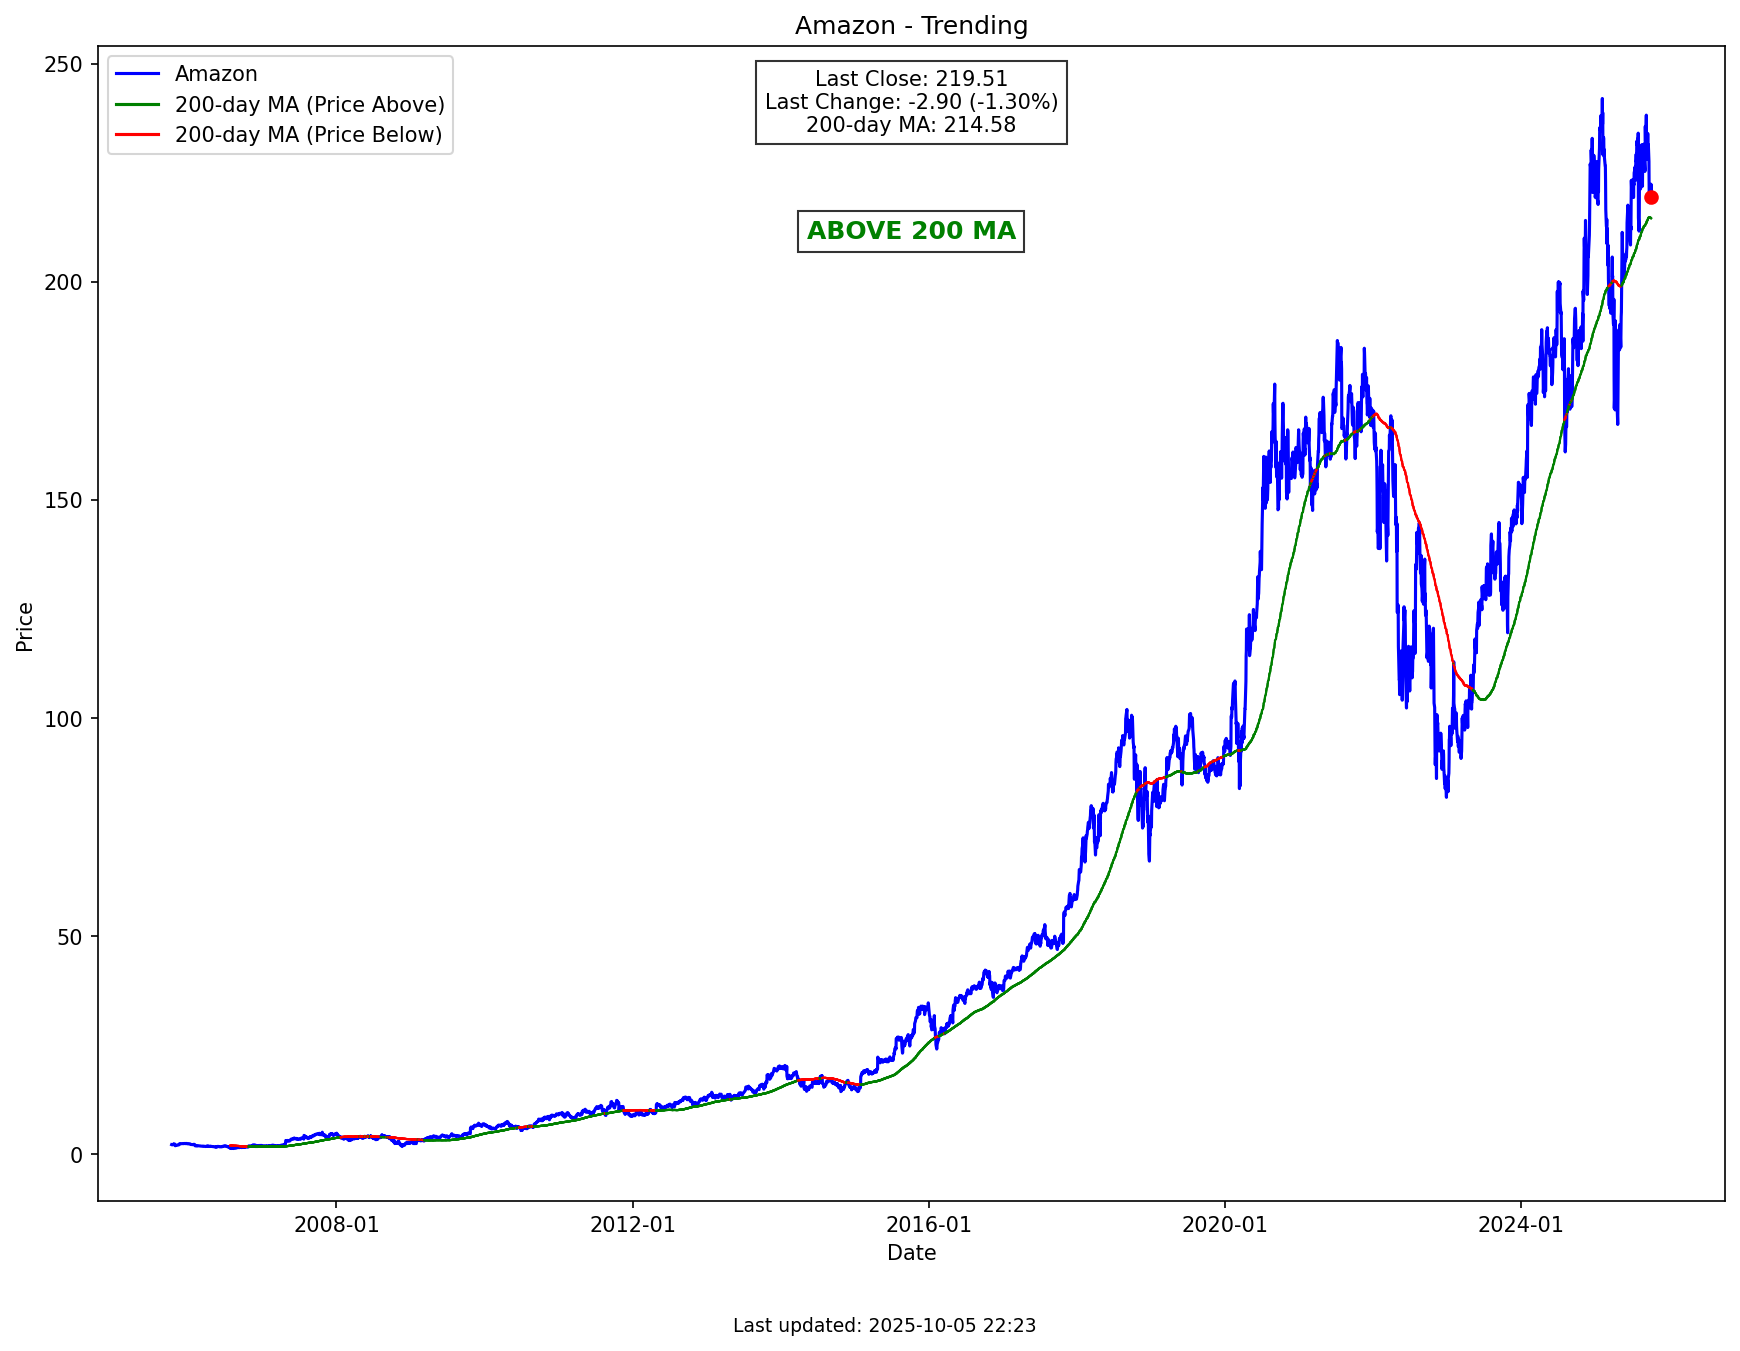 Amazon - Trending
Amazon
200-day MA (Price Above)
200-day MA (Price Below)
Last Close: 219.51
Last Change: -2.90 (-1.30%)
200-day MA: 214.58
ABOVE 200 MA
250
200
150
100
50
0
Price
2008-01
2012-01
2016-01
2020-01
2024-01
Date
Last updated: 2025-10-05 22:23